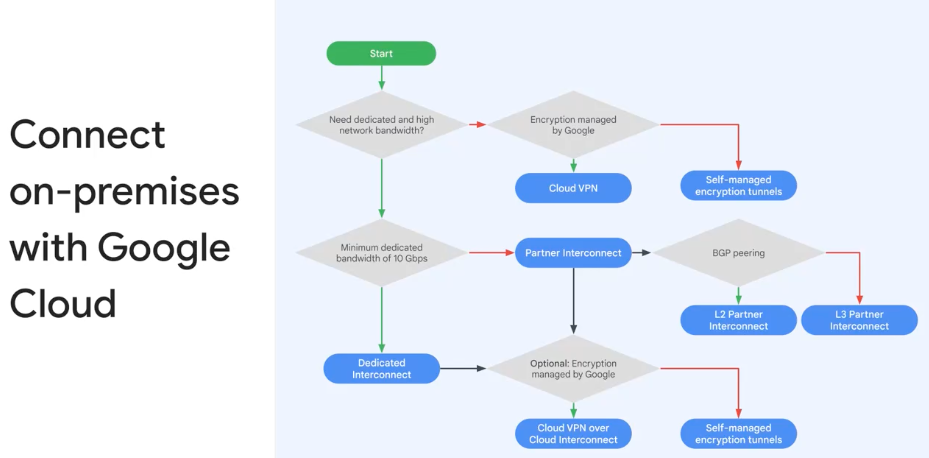 Connect
on-premises
with Google
Cloud
Start
Need dedicated and high
network bandwidth?
Encryption managed
by Google
Cloud VPN
Self-managed
encryption tunnels
Minimum dedicated
bandwidth of 10 Gbps
Partner Interconnect
BGP peering
L2 Partner
Interconnect
L3 Partner
Interconnect
Dedicated
Interconnect
Optional: Encryption
managed by Google
Cloud VPN over
Cloud Interconnect
Self-managed
encryption tunnels